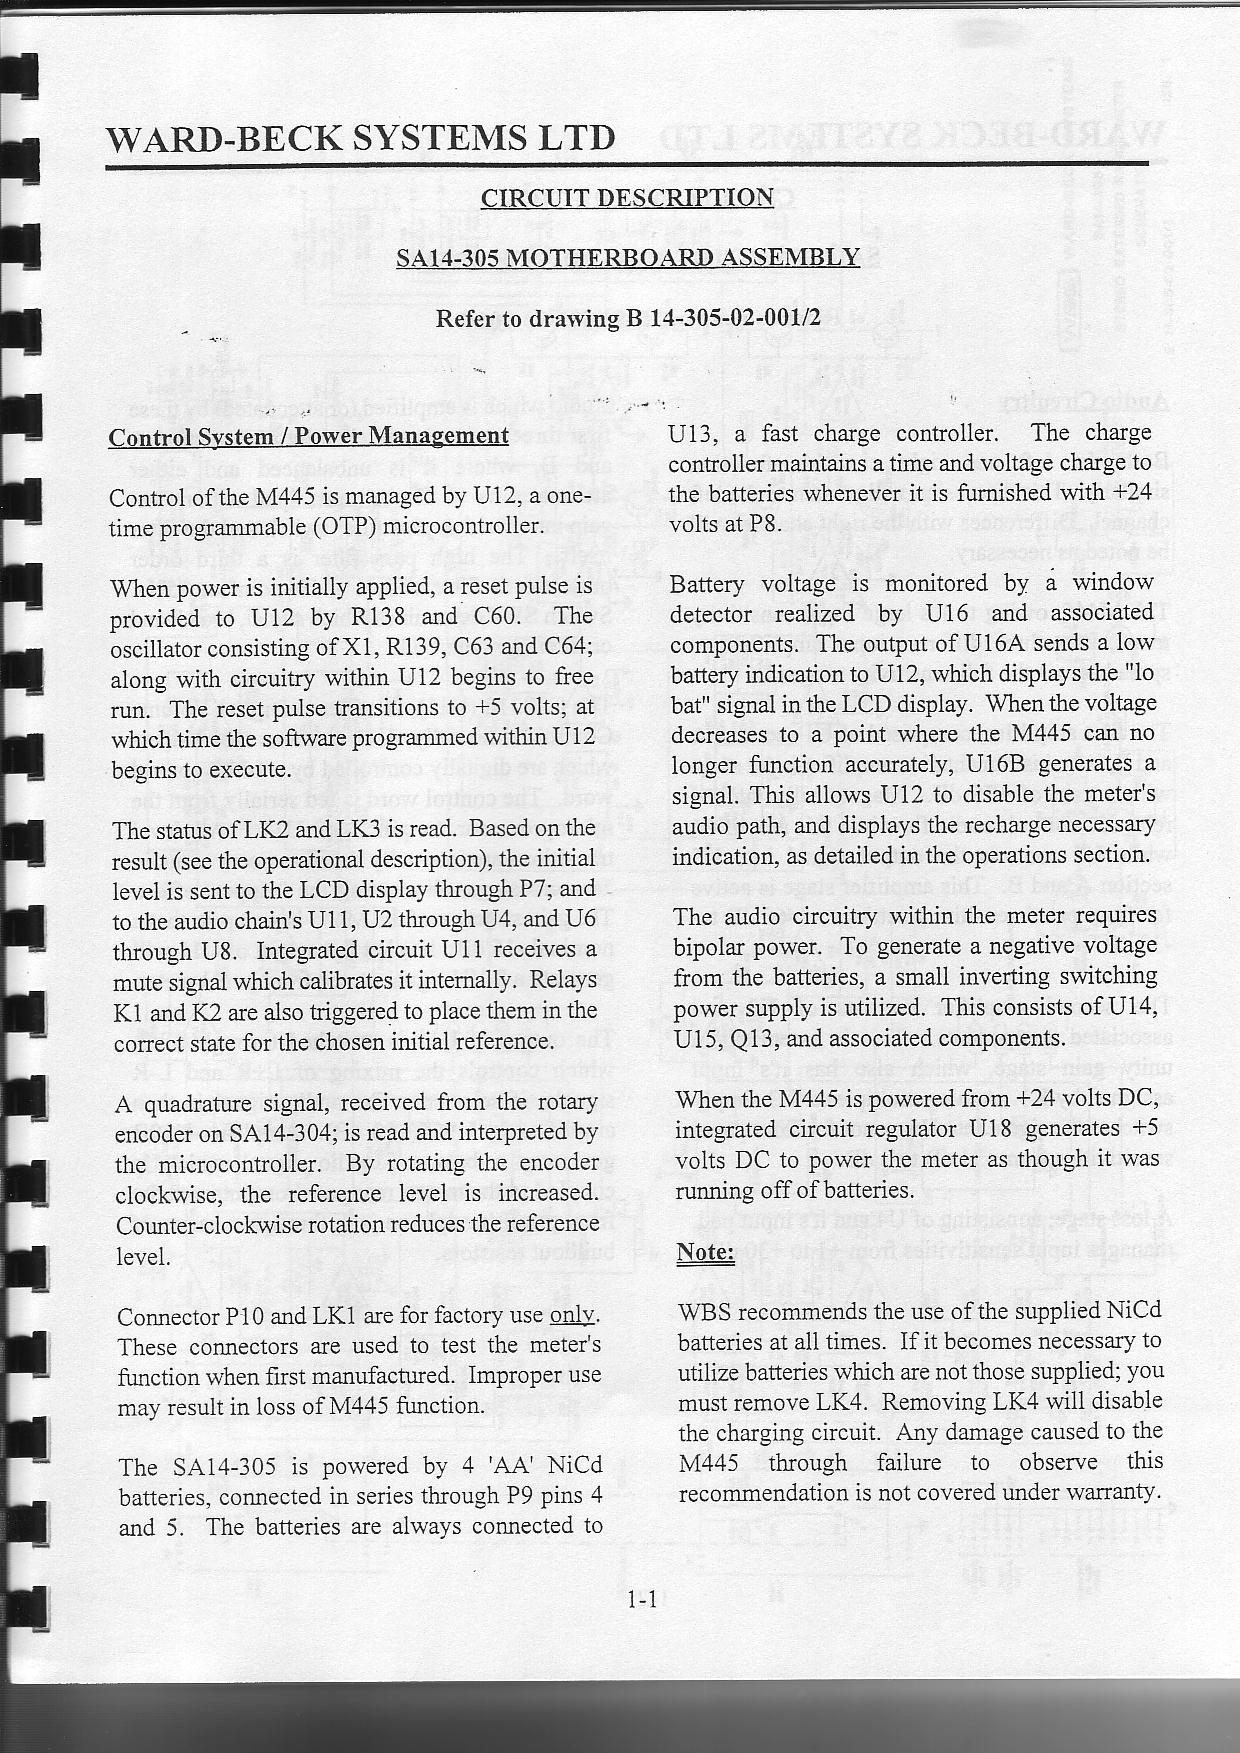 WARD-BECK SYSTEMS LTD
CIRCUIT DESCRIPTION
SA14-305 MOTHERBOARD ASSEMBLY
Refer to drawing B 14-305-02-001/2
Control System / Power Management
Control of the M445 is managed by U12, a one-
time programmable (OTP) microcontroller.
When power is initially applied, a reset pulse is
provided to U12 by R138 and C60. The
oscillator consisting of X1, R139, C63 and C64;
along with circuitry within U12 begins to free
run. The reset pulse transitions to +5 volts; at
which time the software programmed within U12
begins to execute.
The status of LK2 and LK3 is read. Based on the
result (see the operational description), the initial
level is sent to the LCD display through P7; and
to the audio chain's U11, U2 through U4, and U6
through U8. Integrated circuit U11 receives a
mute signal which calibrates it internally. Relays
K1 and K2 are also triggered to place them in the
correct state for the chosen initial reference.
A quadrature signal, received from the rotary
encoder on SA14-304; is read and interpreted by
the microcontroller. By rotating the encoder
clockwise, the reference level is increased.
Counter-clockwise rotation reduces the reference
level.
Connector P10 and LK1 are for factory use only.
These connectors are used to test the meter's
function when first manufactured. Improper use
may result in loss of M445 function.
The SA14-305 is powered by 4 'AA' NiCd
batteries, connected in series through P9 pins 4
and 5. The batteries are always connected to
U13, a fast charge controller. The charge
controller maintains a time and voltage charge to
the batteries whenever it is furnished with +24
volts at P8.
Battery voltage is monitored by a window
detector realized by U16 and associated
components. The output of U16A sends a low
battery indication to U12, which displays the "lo
bat" signal in the LCD display. When the voltage
decreases to a point where the M445 can no
longer function accurately, U16B generates a
signal. This allows U12 to disable the meter's
audio path, and displays the recharge necessary
indication, as detailed in the operations section.
The audio circuitry within the meter requires
bipolar power. To generate a negative voltage
from the batteries, a small inverting switching
power supply is utilized. This consists of U14,
U15, Q13, and associated components.
When the M445 is powered from +24 volts DC,
integrated circuit regulator U18 generates +5
volts DC to power the meter as though it was
running off of batteries.
Note:
WBS recommends the use of the supplied NiCd
batteries at all times. If it becomes necessary to
utilize batteries which are not those supplied; you
must remove LK4. Removing LK4 will disable
the charging circuit. Any damage caused to the
M445 through failure to observe this
recommendation is not covered under warranty.
1-1